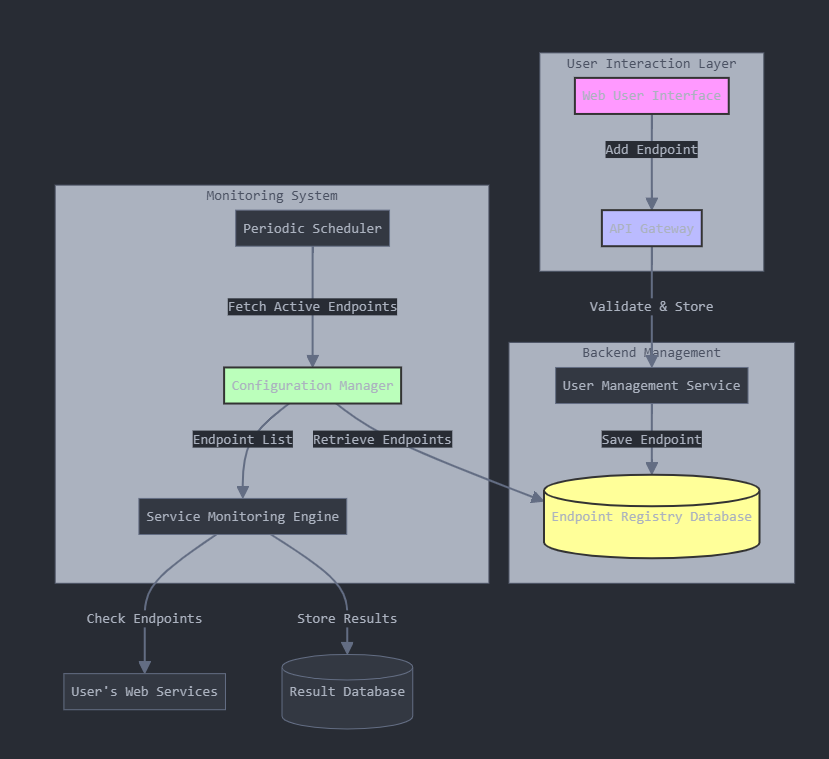 User Interaction Layer
Web User Interface
Add Endpoint
Monitoring System
Periodic Scheduler
API Gateway
Fetch Active Endpoints
Validate & Store
Backend Management
Configuration Manager
User Management Service
Endpoint List
Retrieve Endpoints
Save Endpoint
Service Monitoring Engine
Endpoint Registry Database
Check Endpoints
Store Results
User's Web Services
Result Database